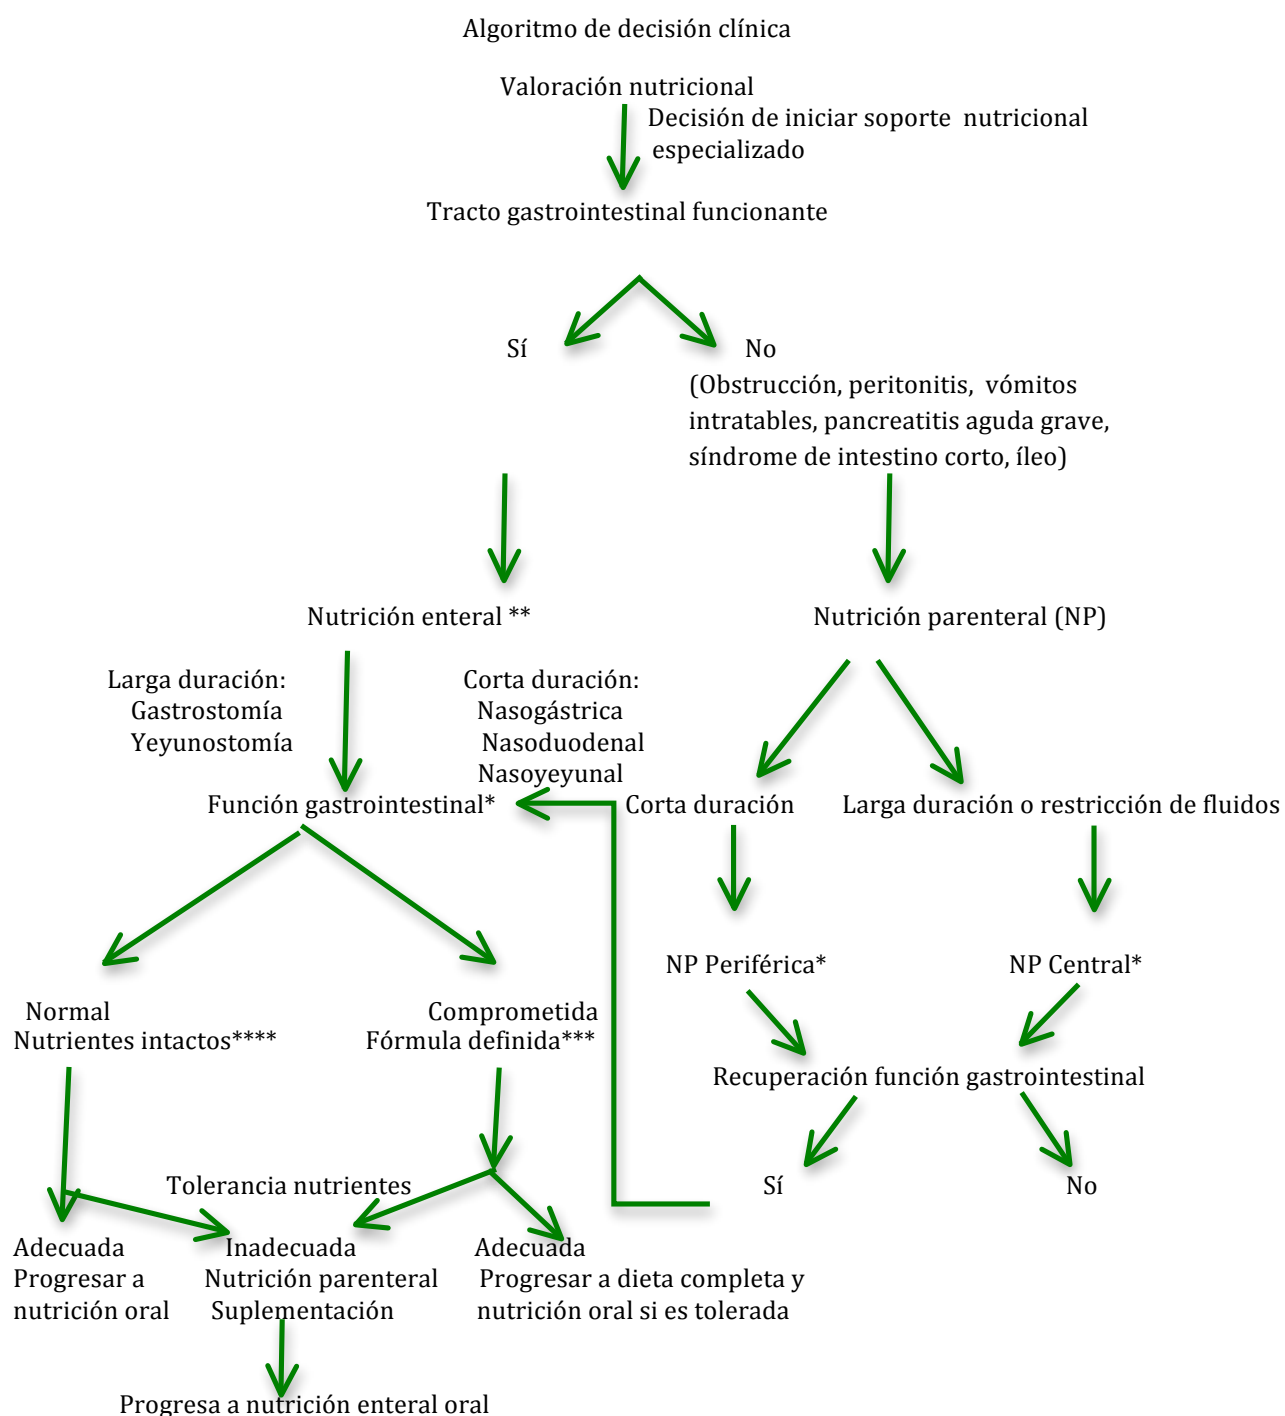 Algoritmo de decisión clínica
Valoración nutricional
Decisión de iniciar soporte nutricional
especializado
Tracto gastrointestinal funcionante
Sí
No
(Obstrucción, peritonitis, vómitos
intratables, pancreatitis aguda grave,
síndrome de intestino corto, íleo)
Nutrición enteral **
Nutrición parenteral (NP)
Larga duración:
Gastrostomía
Yeyunostomía
Corta duración:
Nasogástrica
Nasoduodenal
Nasoyeyunal
Función gastrointestinal*
Corta duración
Larga duración o restricción de fluidos
NP Periférica*
NP Central*
Normal
Nutrientes intactos****
Comprometida
Fórmula definida***
Recuperación función gastrointestinal
Sí
No
Tolerancia nutrientes
Adecuada
Progresar a
nutrición oral
Inadecuada
Nutrición parenteral
Suplementación
Adecuada
Progresar a dieta completa y
nutrición oral si es tolerada
Progresa a nutrición enteral oral